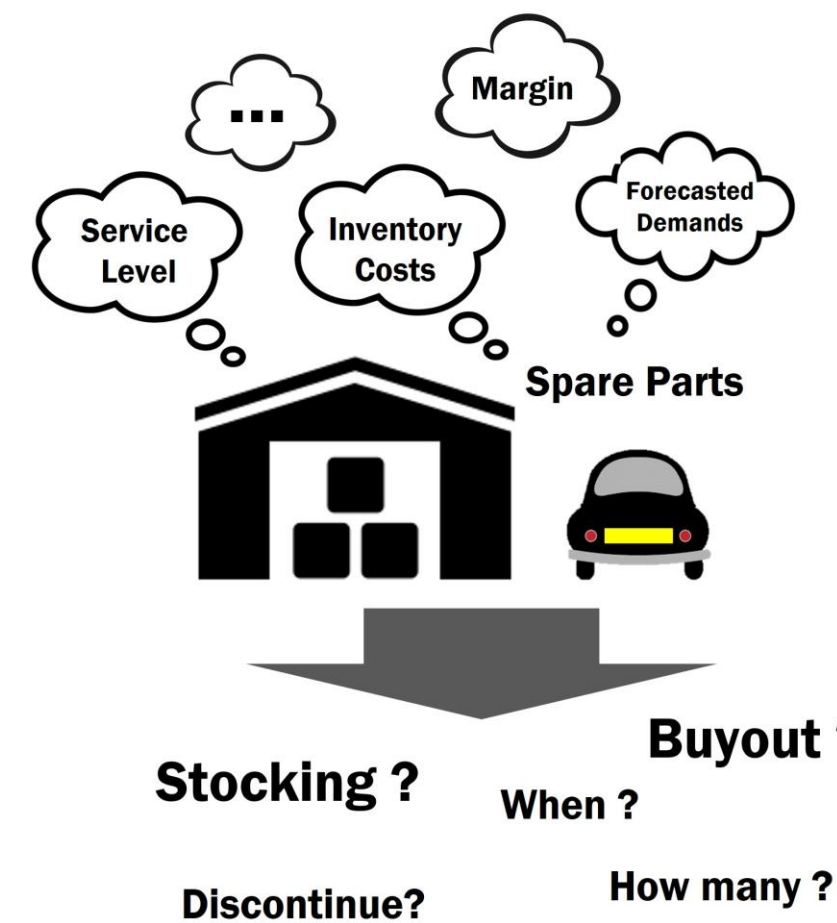 ...
Margin
Service
Level
Inventory
Costs
Forecasted
Demands
Spare Parts
Buyout ?
Stocking ?
When ?
How many ?
Discontinue?